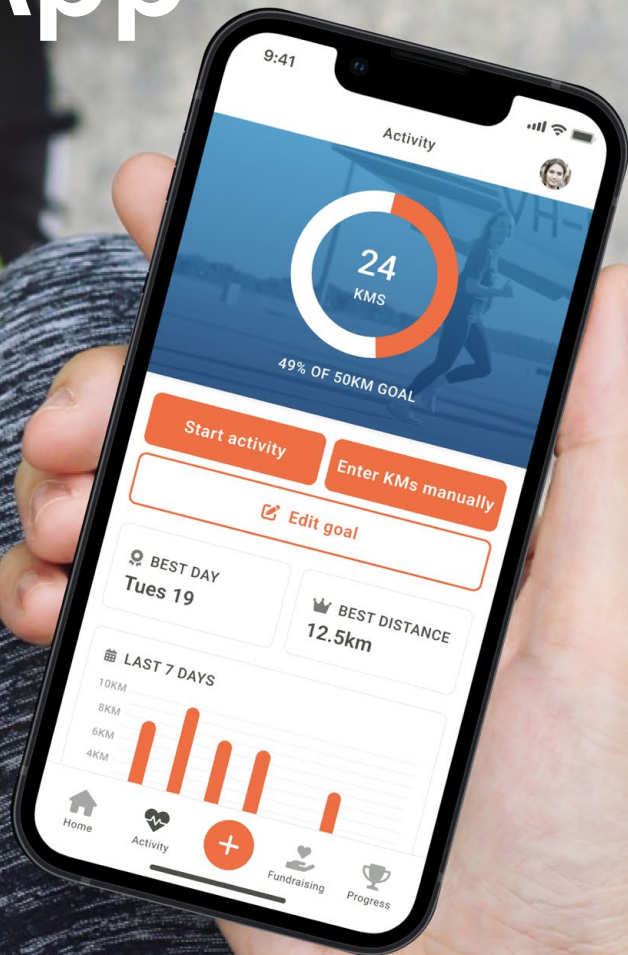 App
9:41
Activity
VH-
24
KMS
49% OF 50KM GOAL
Start activity
Enter KMs manually
Edit goal
BEST DAY
Tues 19
BEST DISTANCE
12.5km
LAST 7 DAYS
10KM
8KM
6KM
4KM
Home
Activity
+
Fundraising
Progress